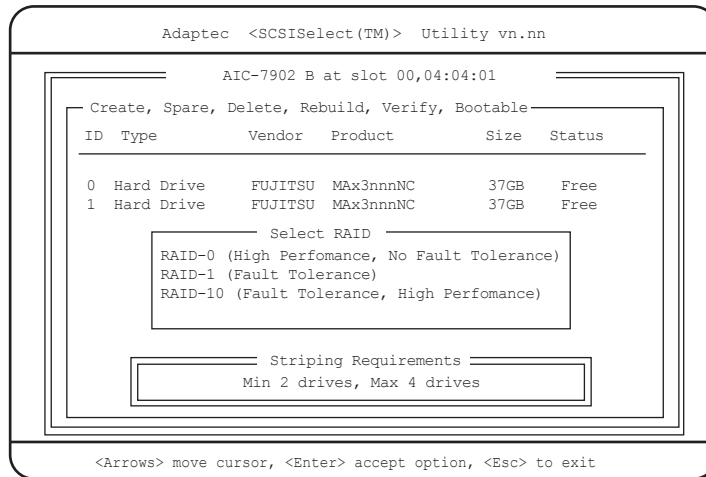 Adaptec <SCSISelect(TM)> Utility vn.nn
AIC-7902 B at slot 00,04:04:01
Create, Spare, Delete, Rebuild, Verify, Bootable
ID Type Vendor Product Size Status
0 Hard Drive FUJITSU MAx3nnnNC 37GB Free
1 Hard Drive FUJITSU MAx3nnnNC 37GB Free
Select RAID
RAID-0 (High Perfomance, No Fault Tolerance)
RAID-1 (Fault Tolerance)
RAID-10 (Fault Tolerance, High Perfomance)
Striping Requirements
Min 2 drives, Max 4 drives
<Arrows> move cursor, <Enter> accept option, <Esc> to exit